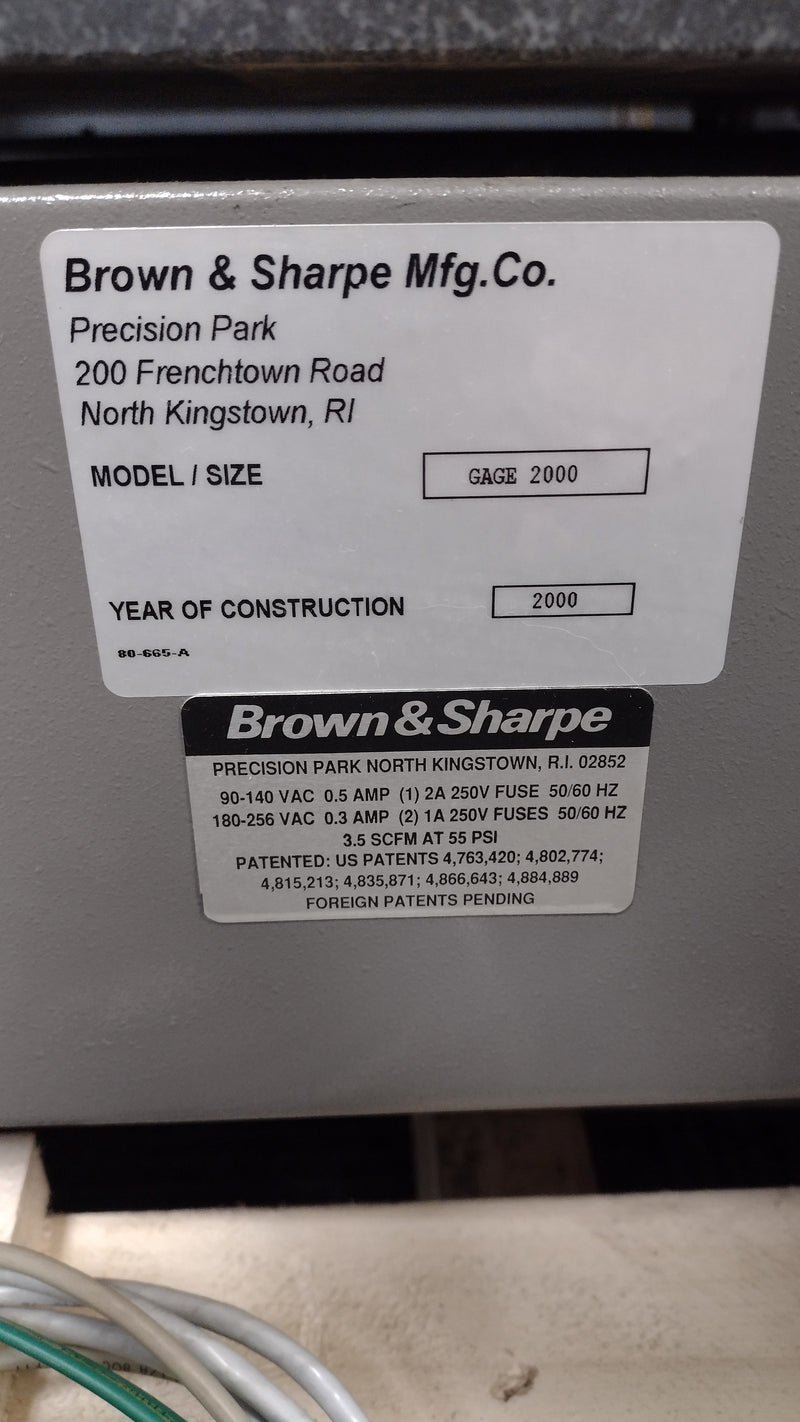 Brown & Sharpe Mfg.Co.
Precision Park
200 Frenchtown Road
North Kingstown, RI
MODEL / SIZE GAGE 2000
YEAR OF CONSTRUCTION 2000
80-665-A
Brown & Sharpe
PRECISION PARK NORTH KINGSTOWN, R.I. 02852
90-140 VAC 0.5 AMP (1) 2A 250V FUSE 50/60 HZ
180-256 VAC 0.3 AMP (2) 1A 250V FUSES 50/60 HZ
3.5 SCFM AT 55 PSI
PATENTED: US PATENTS 4,763,420; 4,802,774;
4,815,213; 4,835,871; 4,866,643; 4,884,889
FOREIGN PATENTS PENDING